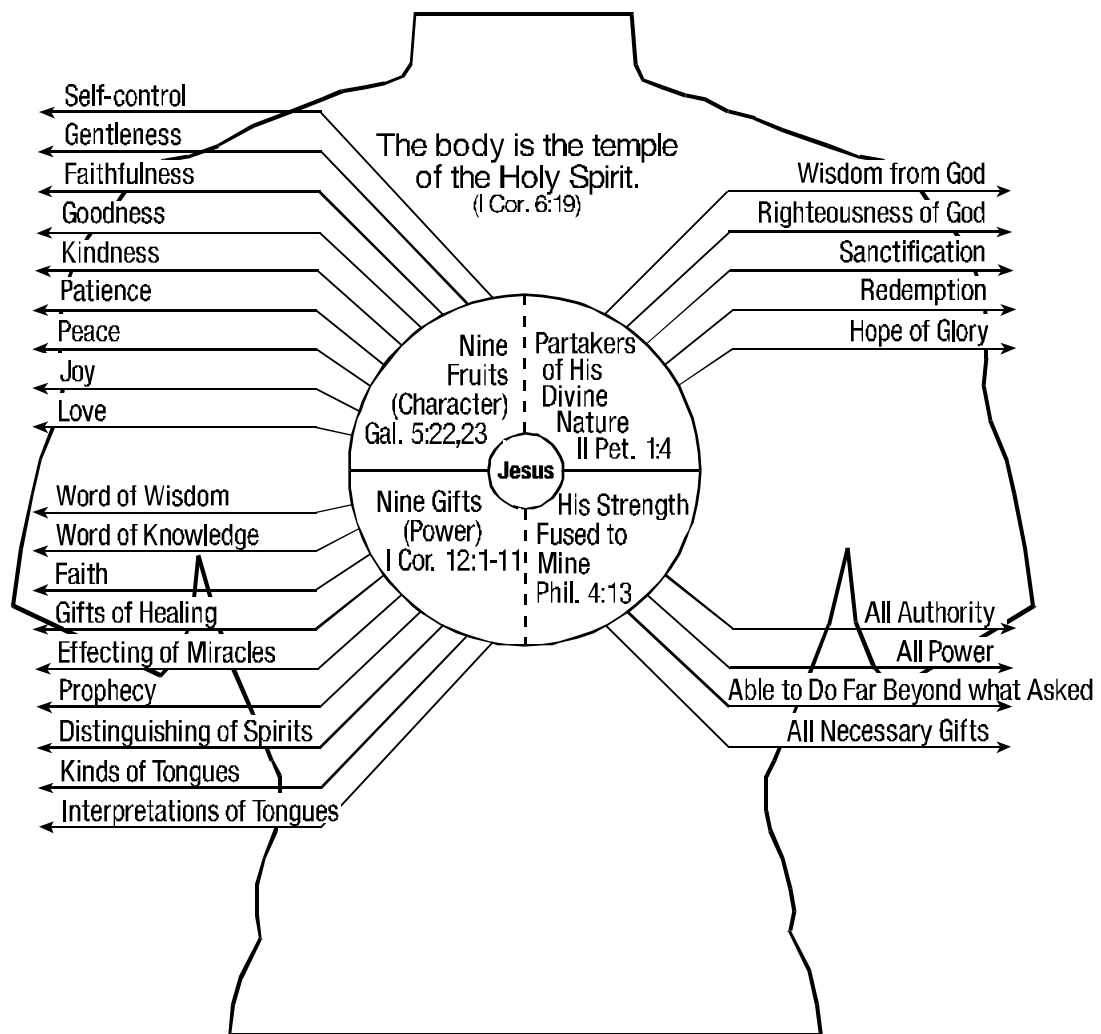 The body is the temple
of the Holy Spirit.
(I Cor. 6:19)
Self-control
Gentleness
Faithfulness
Goodness
Kindness
Patience
Peace
Joy
Love
Wisdom from God
Righteousness of God
Sanctification
Redemption
Hope of Glory
Nine
Fruits
(Character)
Gal. 5:22,23
Partakers
of His
Divine
Nature
II Pet. 1:4
Jesus
Nine Gifts
(Power)
I Cor. 12:1-11
His Strength
Fused to
Mine
Phil. 4:13
Word of Wisdom
Word of Knowledge
Faith
Gifts of Healing
Effecting of Miracles
Prophecy
Distinguishing of Spirits
Kinds of Tongues
Interpretations of Tongues
All Authority
All Power
Able to Do Far Beyond what Asked
All Necessary Gifts